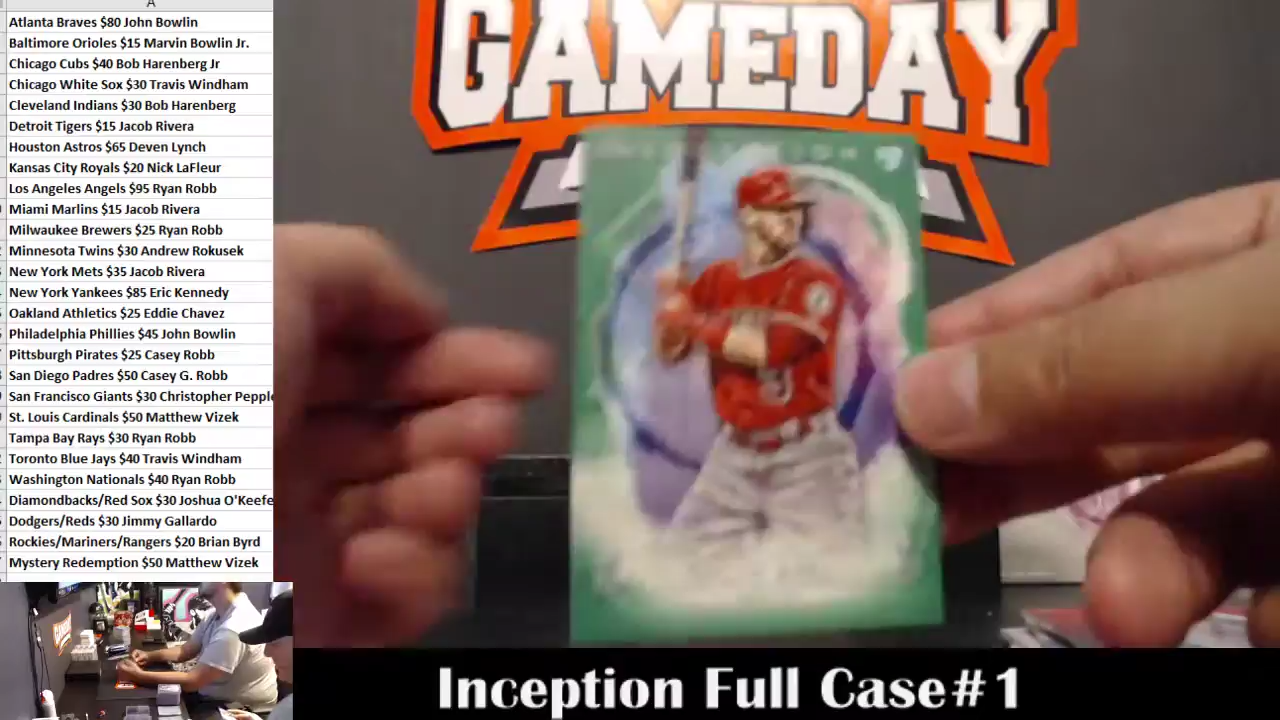 A
Atlanta Braves $80 John Bowlin
Baltimore Orioles $15 Marvin Bowlin Jr.
Chicago Cubs $40 Bob Harenberg Jr
Chicago White Sox $30 Travis Windham
Cleveland Indians $30 Bob Harenberg
Detroit Tigers $15 Jacob Rivera
Houston Astros $65 Deven Lynch
Kansas City Royals $20 Nick LaFleur
Los Angeles Angels $95 Ryan Robb
Miami Marlins $15 Jacob Rivera
Milwaukee Brewers $25 Ryan Robb
Minnesota Twins $30 Andrew Rokusek
New York Mets $35 Jacob Rivera
New York Yankees $85 Eric Kennedy
Oakland Athletics $25 Eddie Chavez
Philadelphia Phillies $45 John Bowlin
Pittsburgh Pirates $25 Casey Robb
San Diego Padres $50 Casey G. Robb
San Francisco Giants $30 Christopher Pepple
St. Louis Cardinals $50 Matthew Vizek
Tampa Bay Rays $30 Ryan Robb
Toronto Blue Jays $40 Travis Windham
Washington Nationals $40 Ryan Robb
Diamondbacks/Red Sox $30 Joshua O'Keefe
Dodgers/Reds $30 Jimmy Gallardo
Rockies/Mariners/Rangers $20 Brian Byrd
Mystery Redemption $50 Matthew Vizek
GAMEDAY
Inception Full Case#1